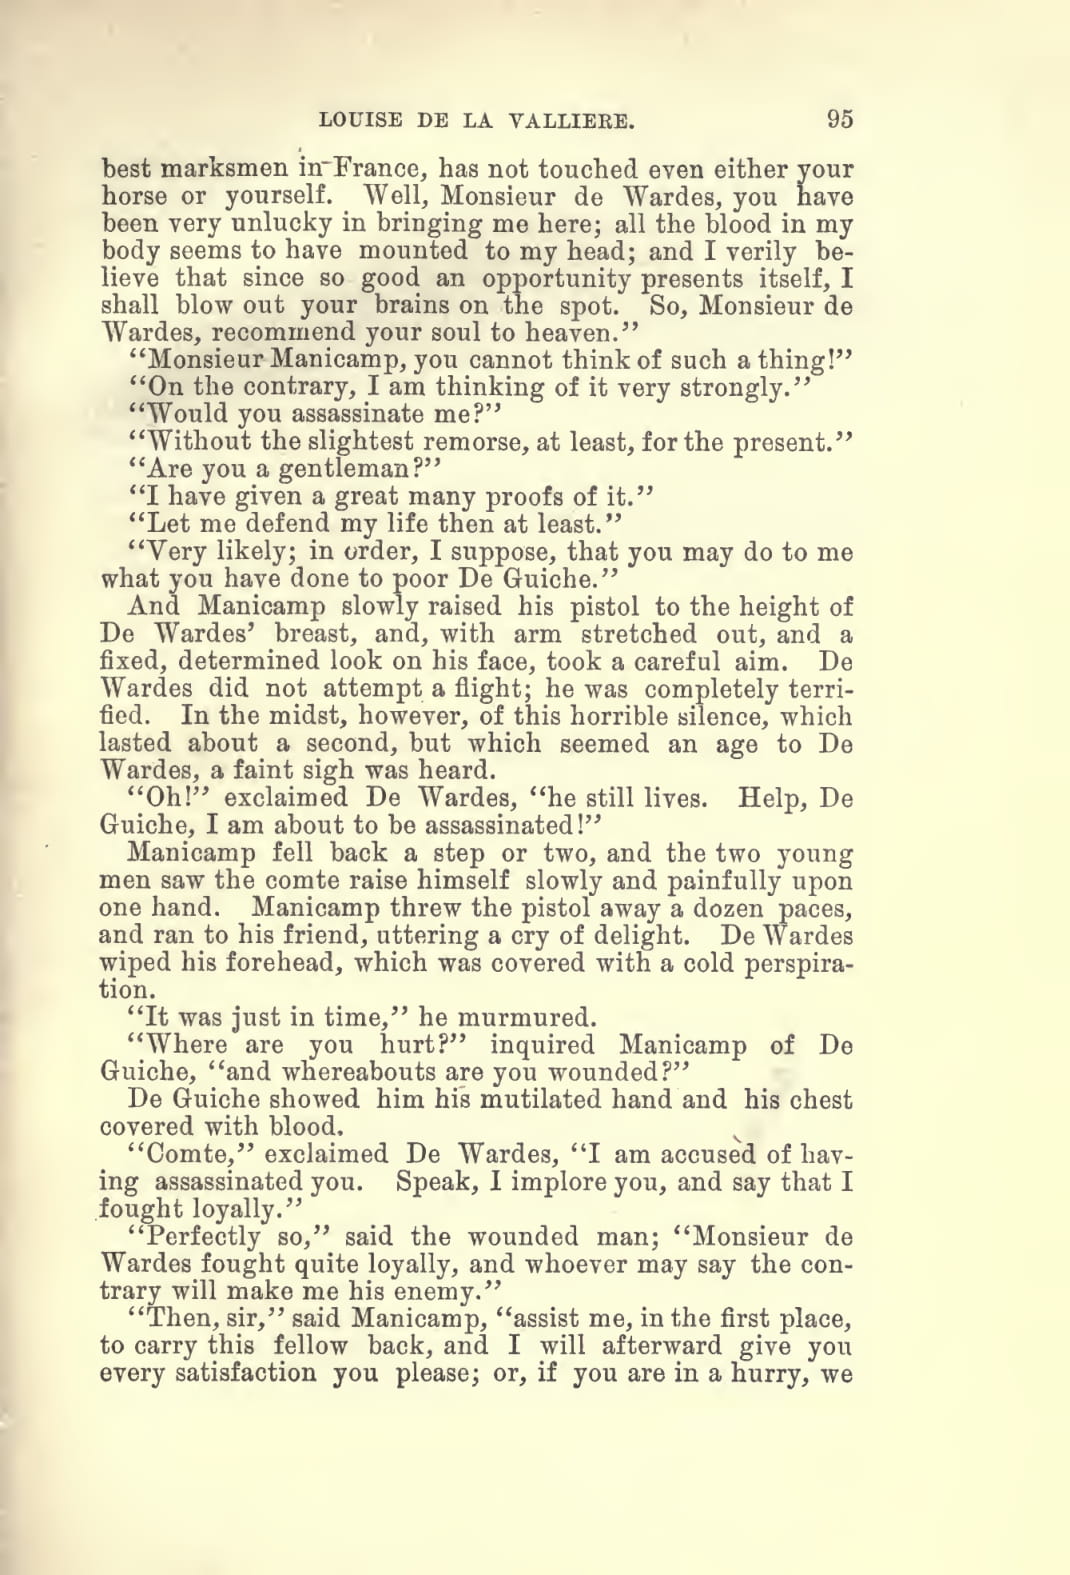 LOUISE DE LA VALLIERE. 95
best marksmen in France, has not touched even either your
horse or yourself. Well, Monsieur de Wardes, you have
been very unlucky in bringing me here; all the blood in my
body seems to have mounted to my head; and I verily be-
lieve that since so good an opportunity presents itself, I
shall blow out your brains on the spot. So, Monsieur de
Wardes, recommend your soul to heaven.”
“Monsieur Manicamp, you cannot think of such a thing!”
“On the contrary, I am thinking of it very strongly.”
“Would you assassinate me?”
“Without the slightest remorse, at least, for the present.”
“Are you a gentleman?”
“I have given a great many proofs of it.”
“Let me defend my life then at least.”
“Very likely; in order, I suppose, that you may do to me
what you have done to poor De Guiche.”
And Manicamp slowly raised his pistol to the height of
De Wardes’ breast, and, with arm stretched out, and a
fixed, determined look on his face, took a careful aim. De
Wardes did not attempt a flight; he was completely terri-
fied. In the midst, however, of this horrible silence, which
lasted about a second, but which seemed an age to De
Wardes, a faint sigh was heard.
“Oh!” exclaimed De Wardes, “he still lives. Help, De
Guiche, I am about to be assassinated!”
Manicamp fell back a step or two, and the two young
men saw the comte raise himself slowly and painfully upon
one hand. Manicamp threw the pistol away a dozen paces,
and ran to his friend, uttering a cry of delight. De Wardes
wiped his forehead, which was covered with a cold perspira-
tion.
“It was just in time,” he murmured.
“Where are you hurt?” inquired Manicamp of De
Guiche, “and whereabouts are you wounded?”
De Guiche showed him his mutilated hand and his chest
covered with blood.
“Comte,” exclaimed De Wardes, “I am accused of hav-
ing assassinated you. Speak, I implore you, and say that I
fought loyally.”
“Perfectly so,” said the wounded man; “Monsieur de
Wardes fought quite loyally, and whoever may say the con-
trary will make me his enemy.”
“Then, sir,” said Manicamp, “assist me, in the first place,
to carry this fellow back, and I will afterward give you
every satisfaction you please; or, if you are in a hurry, we